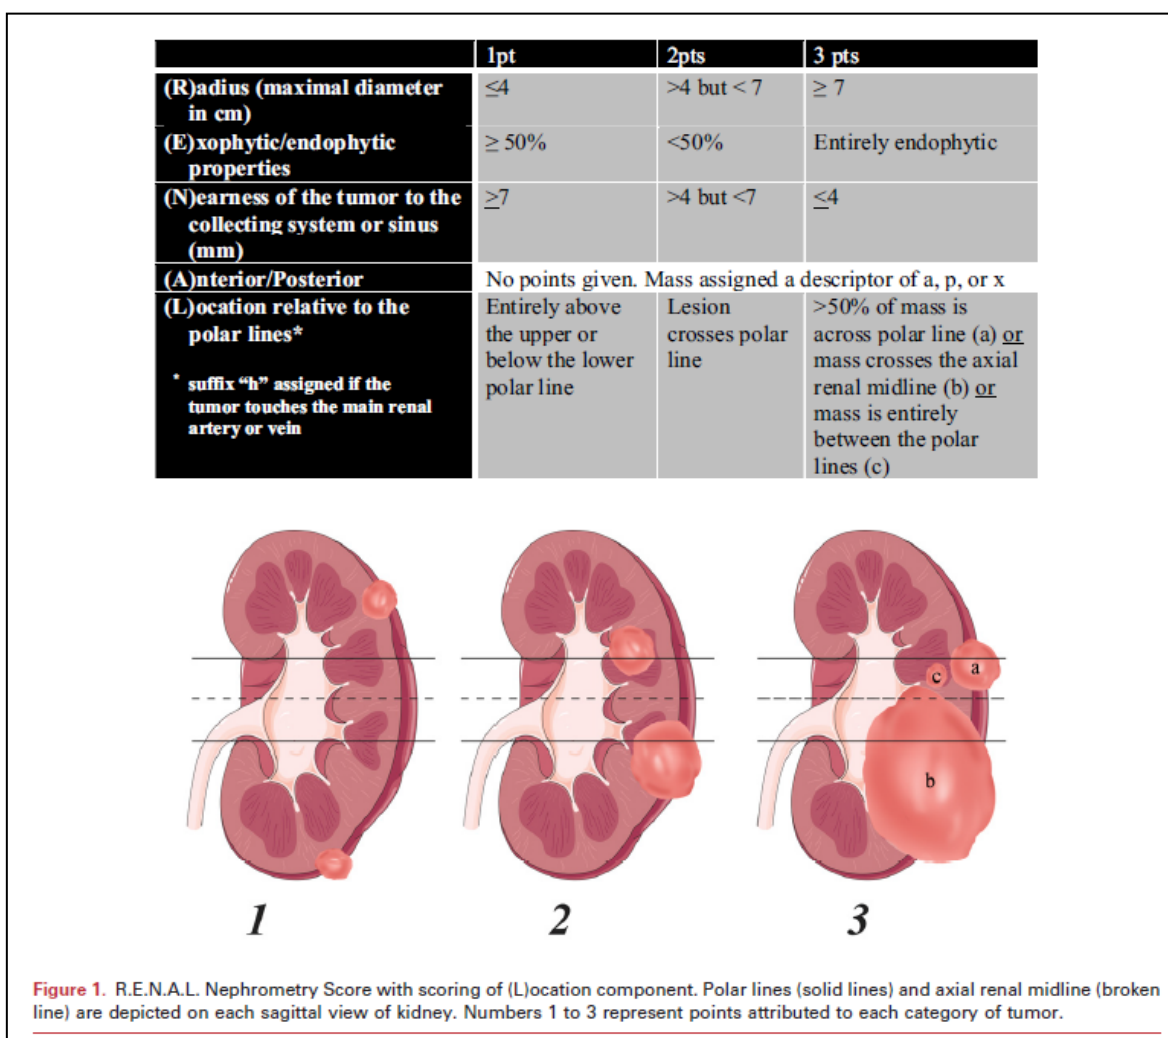 1pt 2pts 3 pts
(R)adius (maximal diameter in cm) ≤4 >4 but < 7 ≥ 7
(E)xophytic/endophytic properties ≥ 50% <50% Entirely endophytic
(N)earness of the tumor to the collecting system or sinus (mm) ≥7 >4 but <7 ≤4
(A)nterior/Posterior No points given. Mass assigned a descriptor of a, p, or x
(L)ocation relative to the polar lines*
* suffix “h” assigned if the tumor touches the main renal artery or vein
Entirely above the upper or below the lower polar line
Lesion crosses polar line
>50% of mass is across polar line (a) or mass crosses the axial renal midline (b) or mass is entirely between the polar lines (c)
c
a
b
1 2 3
Figure 1. R.E.N.A.L. Nephrometry Score with scoring of (L)ocation component. Polar lines (solid lines) and axial renal midline (broken
line) are depicted on each sagittal view of kidney. Numbers 1 to 3 represent points attributed to each category of tumor.